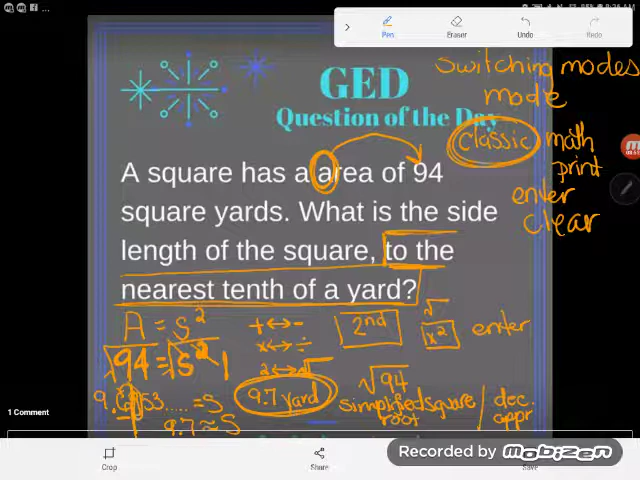 Pen
Eraser
Undo
Redo
switching modes
mode
classic math
print
enter
clear
GED
Question of the Day
A square has a area of 94
square yards. What is the side
length of the square, to the
nearest tenth of a yard?
A = s²
√94 = √s²
+ ↔ -
x ↔ ÷
2 ↔ √
2nd
√
x²
enter
9.7 yard
√94
simplified square
root
/ dec.
appr
= S
9.7 ≈ S
1 Comment
Crop
Share
Save
Recorded by
mobizen